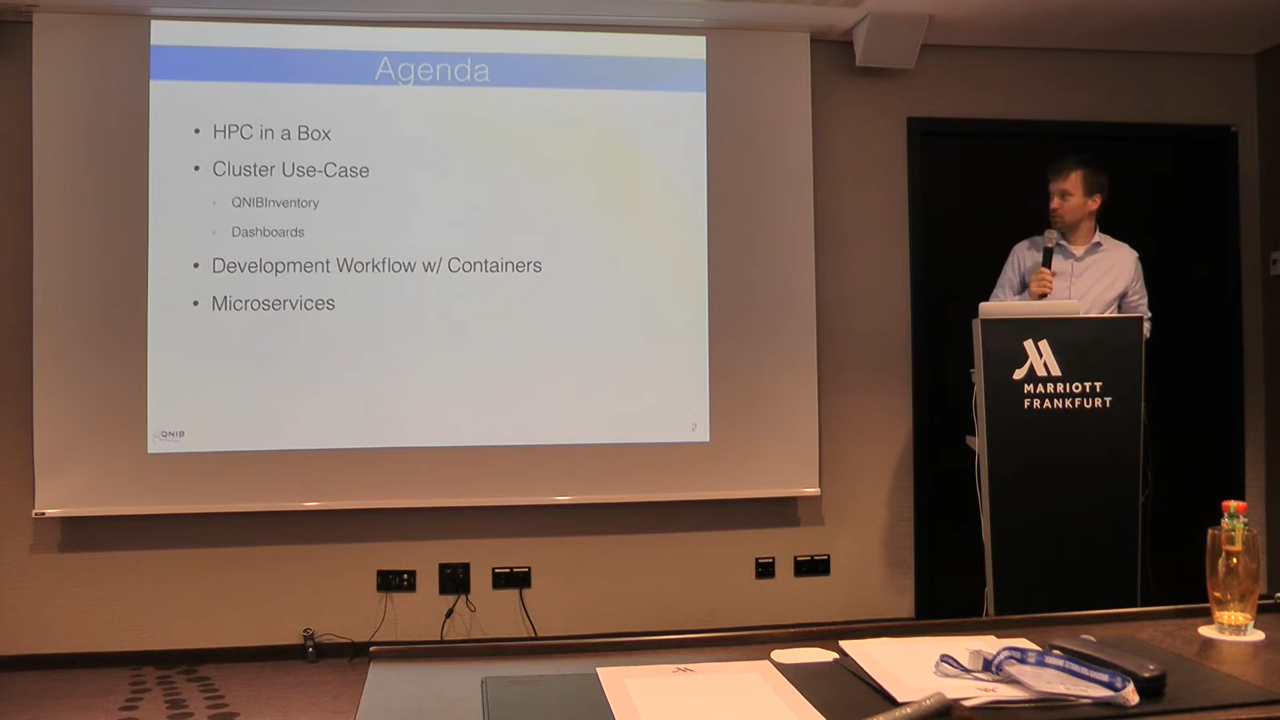 Agenda
• HPC in a Box
• Cluster Use-Case
QNIBInventory
Dashboards
• Development Workflow w/ Containers
• Microservices
QNIB
2
MARRIOTT
FRANKFURT